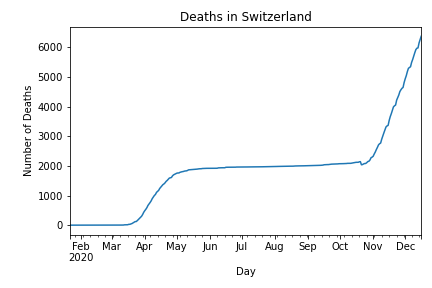 Deaths in Switzerland
Number of Deaths
6000
5000
4000
3000
2000
1000
0
Feb Mar Apr May Jun Jul Aug Sep Oct Nov Dec
2020
Day